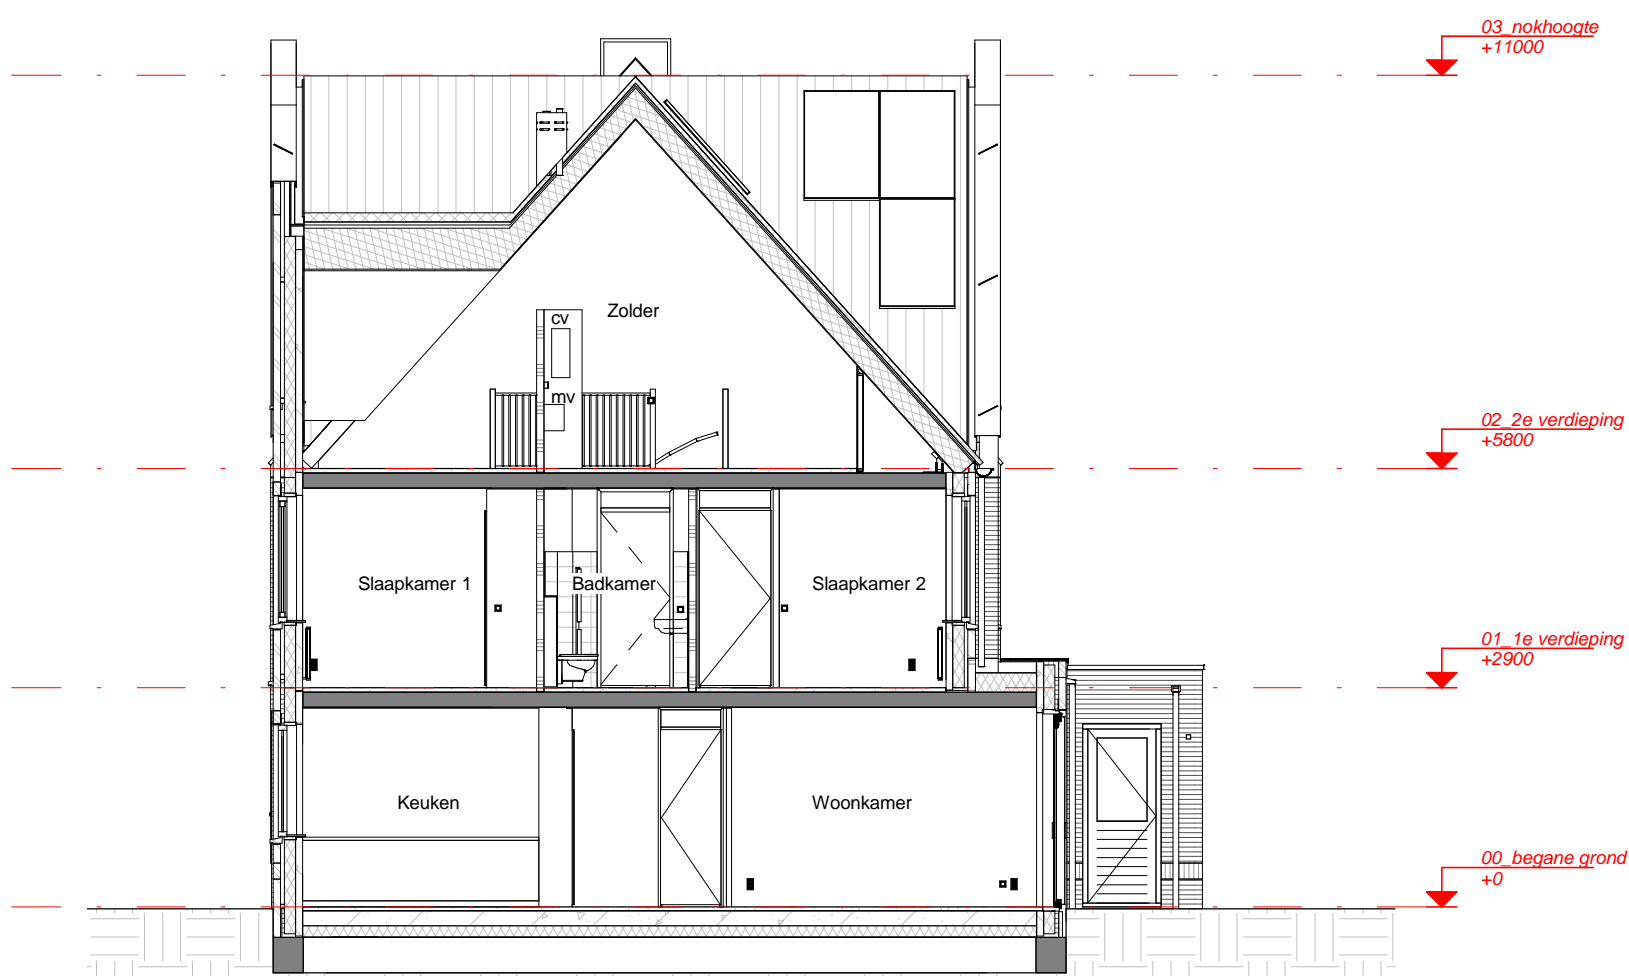 03_nokhoogte
+11000
Zolder
cv
mv
02_2e verdieping
+5800
Slaapkamer 1
Badkamer
Slaapkamer 2
01_1e verdieping
+2900
Keuken
Woonkamer
00_begane grond
+0